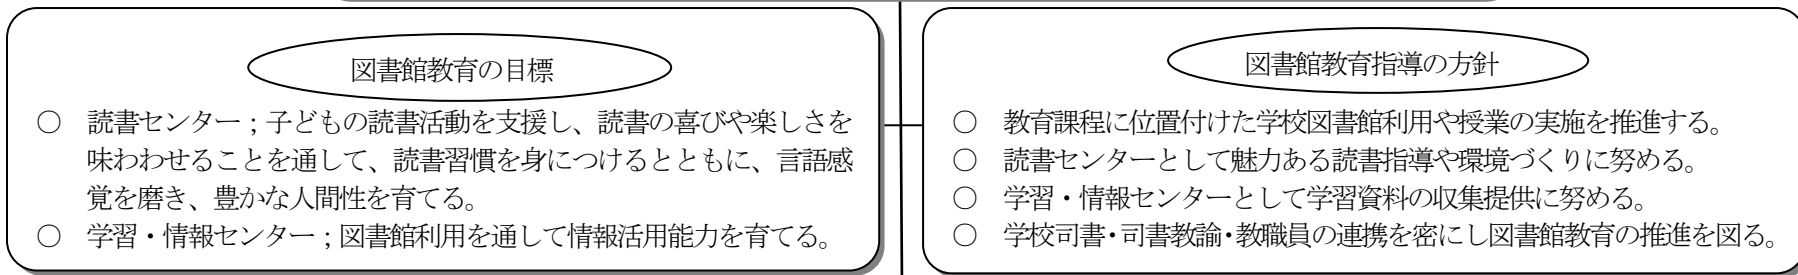 図書館教育の目標
○ 読書センター；子どもの読書活動を支援し、読書の喜びや楽しさを
味わわせることを通して、読書習慣を身につけるとともに、言語感
覚を磨き、豊かな人間性を育てる。
○ 学習・情報センター；図書館利用を通して情報活用能力を育てる。
図書館教育指導の方針
○ 教育課程に位置付けた学校図書館利用や授業の実施を推進する。
○ 読書センターとして魅力ある読書指導や環境づくりに努める。
○ 学習・情報センターとして学習資料の収集提供に努める。
○ 学校司書・司書教諭・教職員の連携を密にし図書館教育の推進を図る。